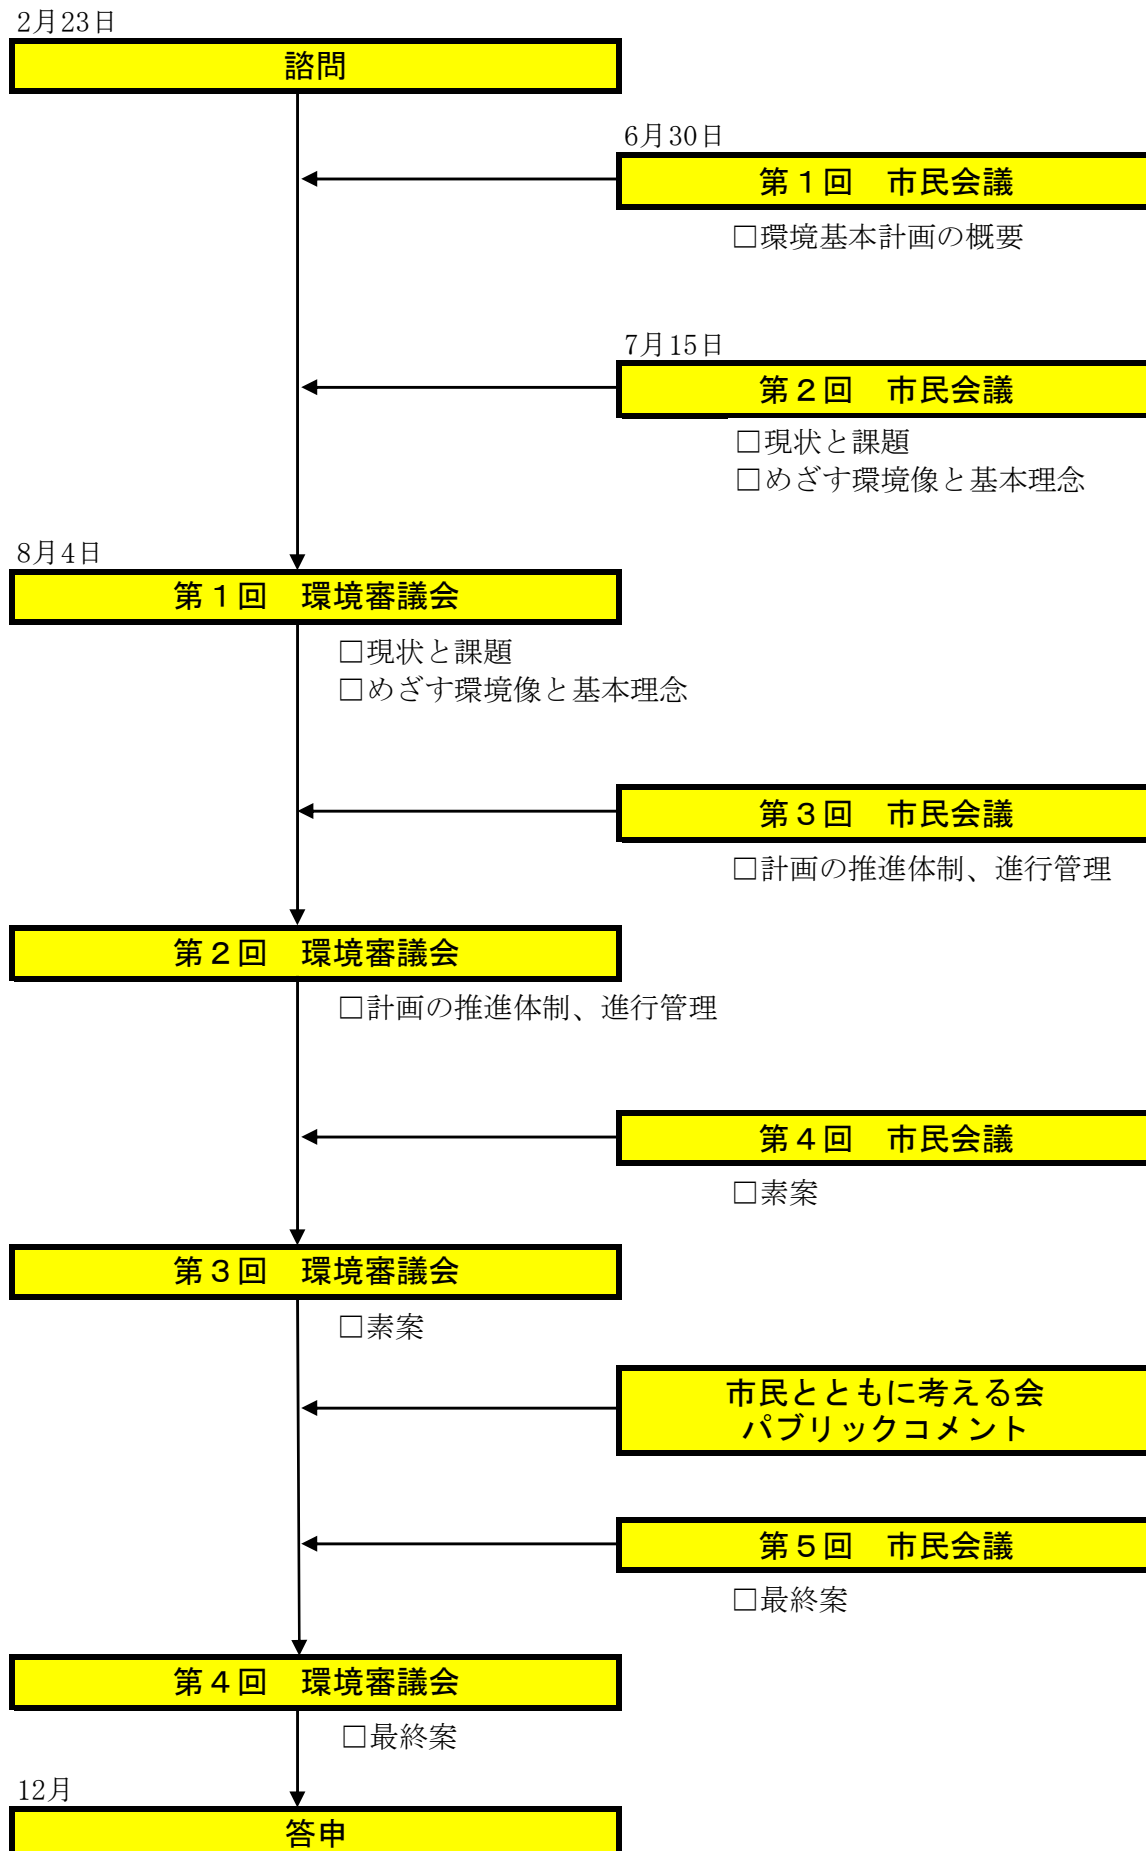 2月23日
諮問
6月30日
第１回　市民会議
□環境基本計画の概要
7月15日
第２回　市民会議
□現状と課題
□めざす環境像と基本理念
8月4日
第１回　環境審議会
□現状と課題
□めざす環境像と基本理念
第３回　市民会議
□計画の推進体制、進行管理
第２回　環境審議会
□計画の推進体制、進行管理
第４回　市民会議
□素案
第３回　環境審議会
□素案
市民とともに考える会
パブリックコメント
第５回　市民会議
□最終案
第４回　環境審議会
□最終案
12月
答申